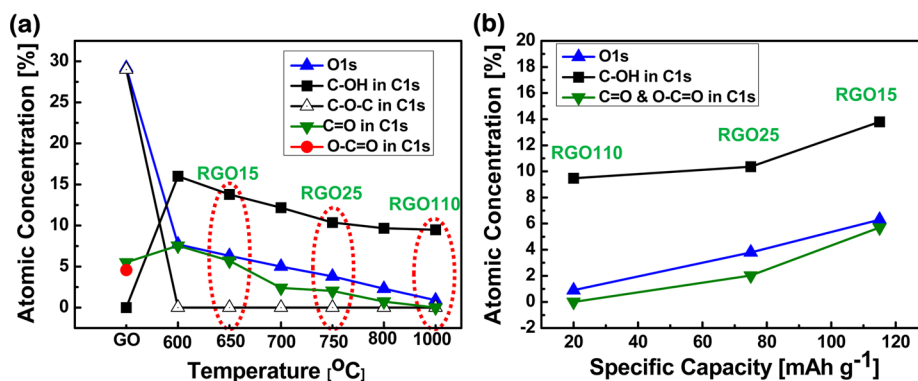 (a)
Atomic Concentration [%]
30
25
20
15
10
5
0
O1s
C-OH in C1s
C-O-C in C1s
C=O in C1s
O-C=O in C1s
RGO15
RGO25
RGO110
GO 600 650 700 750 800 1000
Temperature [°C]
(b)
Atomic Concentration [%]
20
18
16
14
12
10
8
6
4
2
0
-2
O1s
C-OH in C1s
C=O & O-C=O in C1s
RGO15
RGO25
RGO110
20 40 60 80 100 120
Specific Capacity [mAh g⁻¹]